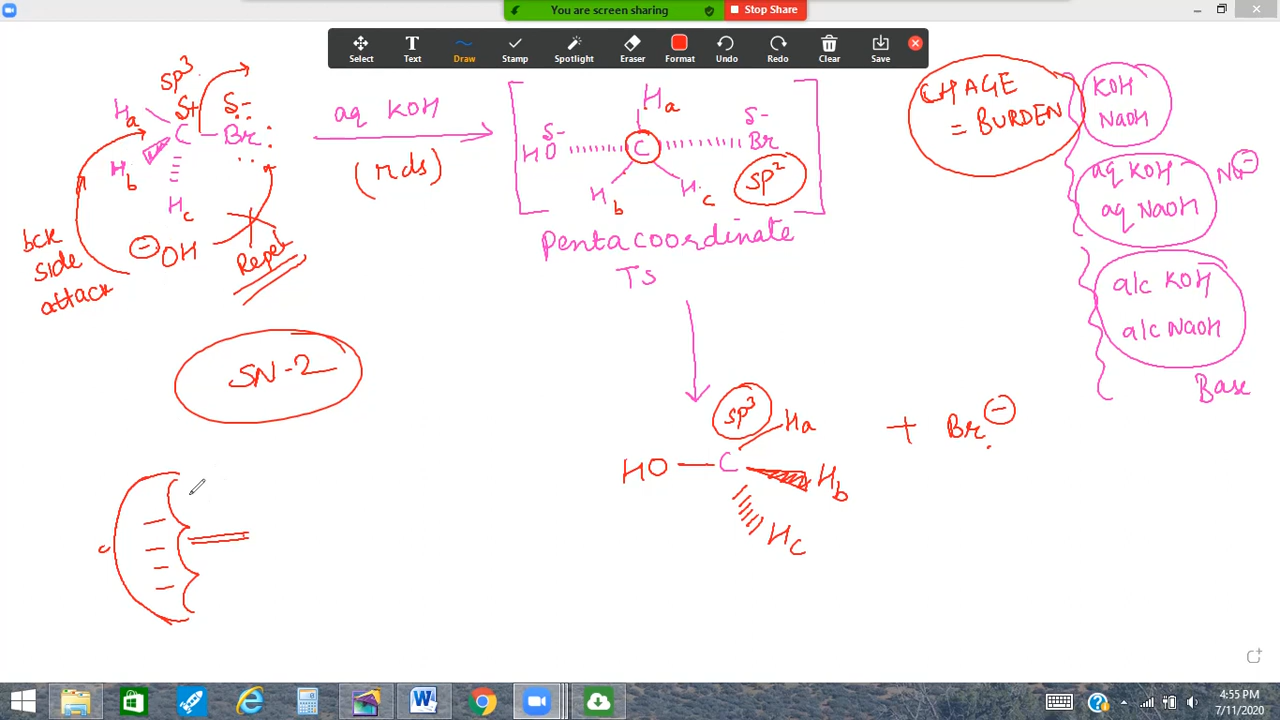 You are screen sharing
Stop Share
Select
Text
Draw
Stamp
Spotlight
Eraser
Format
Undo
Redo
Clear
Save
sp3
Ha
δ+
δ-
C
Br
Hb
Hc
OH
Repel
bck
side
attack
aq KOH
(rds)
Ha
δ-
HO
C
δ-
Br
sp2
Hb
Hc
Pentacoordinate
Ts
CHAGE
= BURDEN
KOH
NaOH
aq KOH
aq NaOH
Nu
alc KOH
alc NaOH
Base
SN-2
sp3
Ha
HO
C
Hb
Hc
+ Br
4:55 PM
7/11/2020